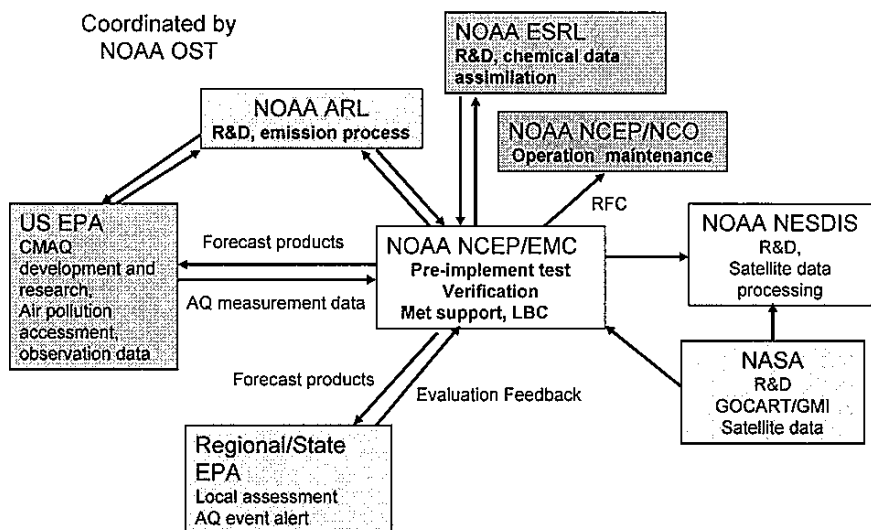 Coordinated by
NOAA OST
NOAA ESRL
R&D, chemical data
assimilation
NOAA ARL
R&D, emission process
NOAA NCEP/NCO
Operation maintenance
RFC
US EPA
CMAQ
development and
research,
Air pollution
assessment,
observation data
Forecast products
AQ measurement data
NOAA NCEP/EMC
Pre-implement test
Verification
Met support, LBC
NOAA NESDIS
R&D,
Satellite data
processing
NASA
R&D
GOCART/GMI
Satellite data
Forecast products
Evaluation Feedback
Regional/State
EPA
Local assessment
AQ event alert